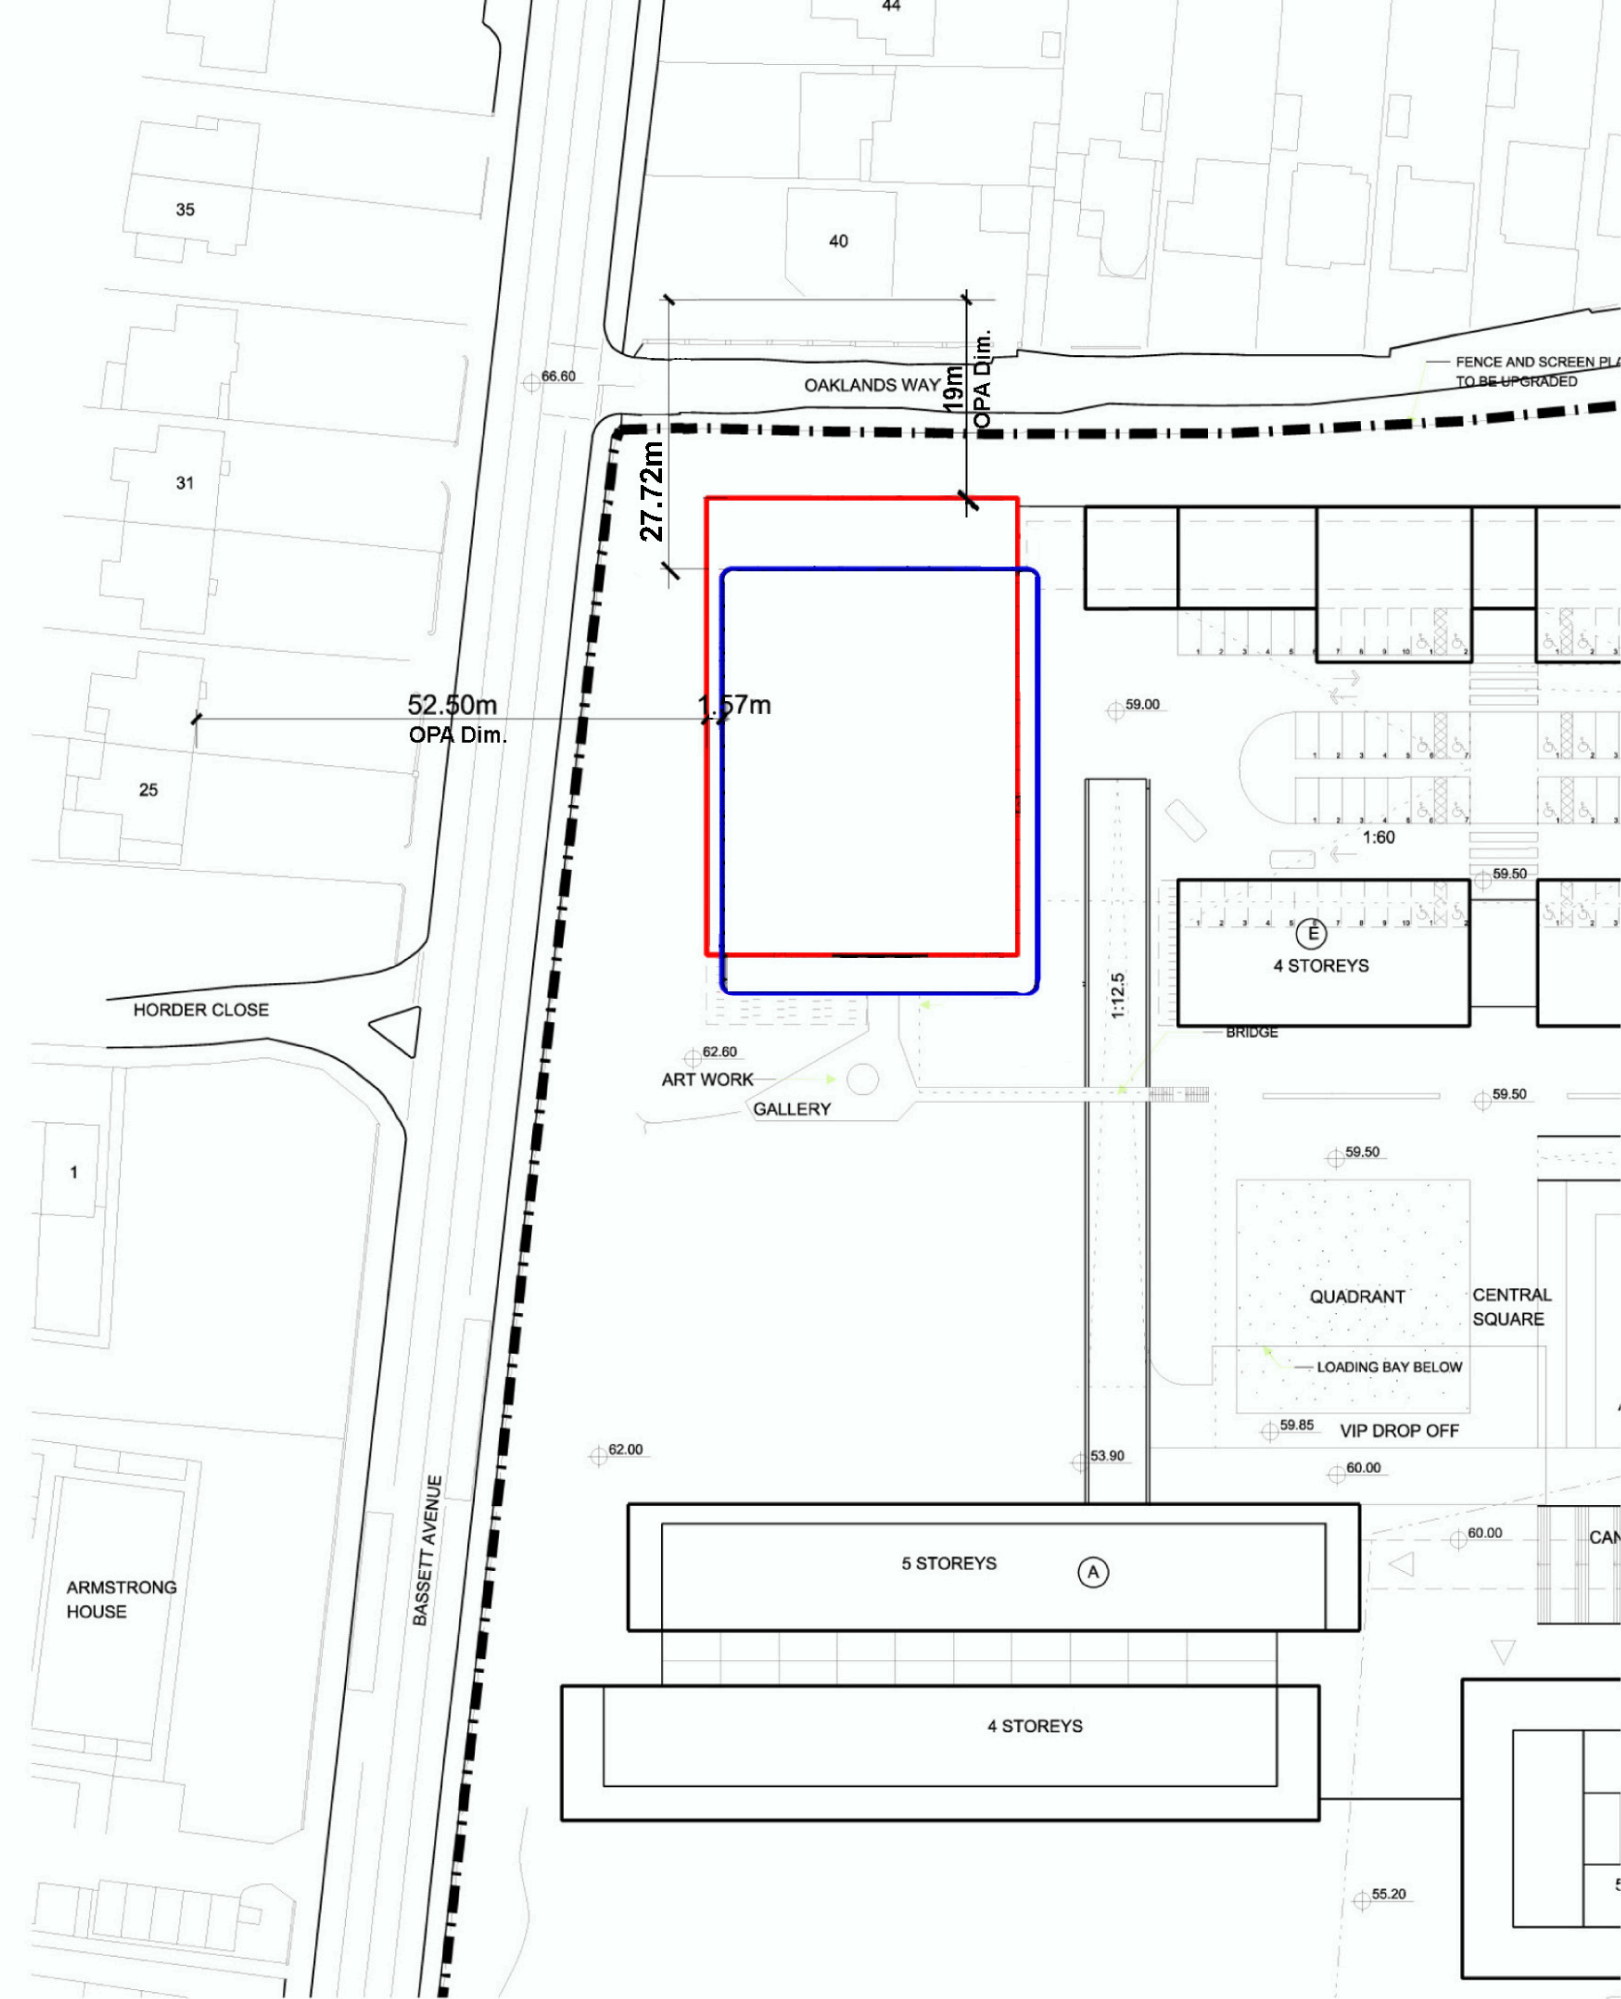 44
35
40
66.60
OAKLANDS WAY
19m
OPA Dim.
FENCE AND SCREEN
TO BE UPGRADED
27.72m
31
52.50m
OPA Dim.
1.57m
59.00
25
1:60
59.50
E
4 STOREYS
HORDER CLOSE
1:12.5
BRIDGE
62.60
ART WORK
GALLERY
59.50
59.50
1
QUADRANT
CENTRAL
SQUARE
LOADING BAY BELOW
59.85
VIP DROP OFF
62.00
53.90
60.00
BASSETT AVENUE
60.00
5 STOREYS
A
ARMSTRONG
HOUSE
4 STOREYS
55.20